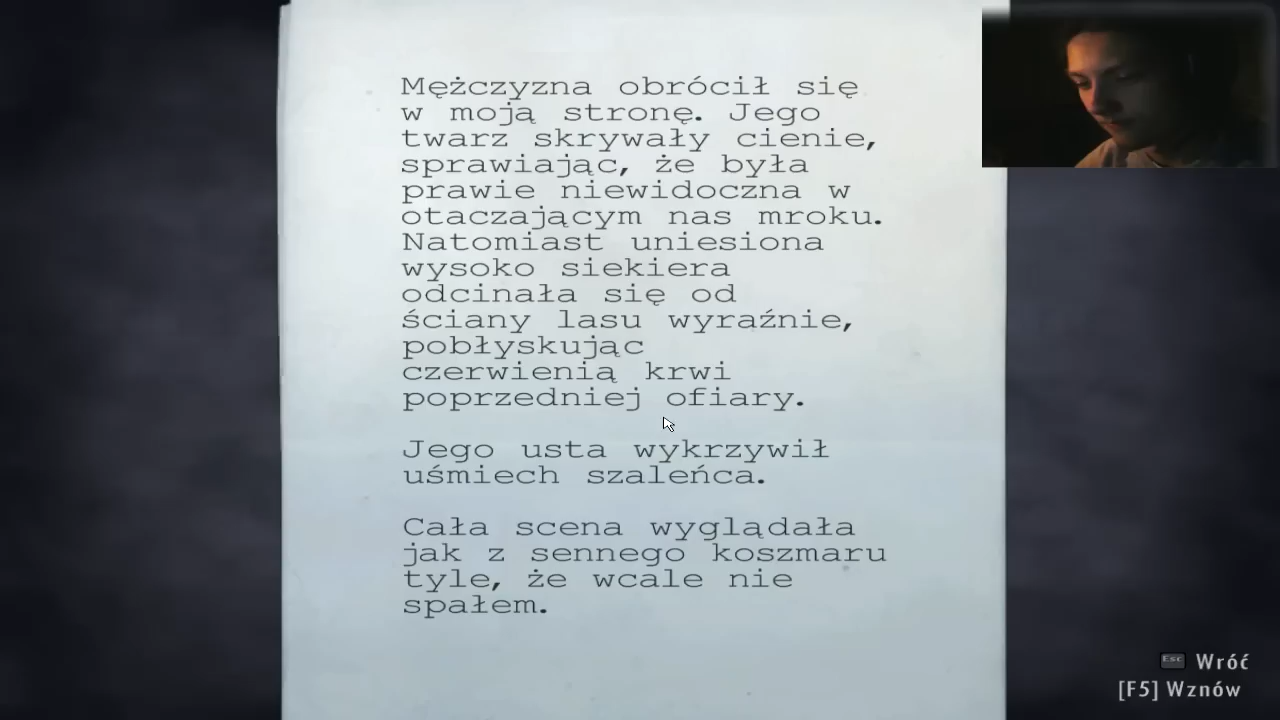 Mężczyzna obrócił się
w moją stronę. Jego
twarz skrywały cienie,
sprawiając, że była
prawie niewidoczna w
otaczającym nas mroku.
Natomiast uniesiona
wysoko siekiera
odcinała się od
ściany lasu wyraźnie,
pobłyskując
czerwienią krwi
poprzedniej ofiary.
Jego usta wykrzywił
uśmiech szaleńca.
Cała scena wyglądała
jak z sennego koszmaru
tyle, że wcale nie
spałem.
Esc Wróć
[F5] Wznów